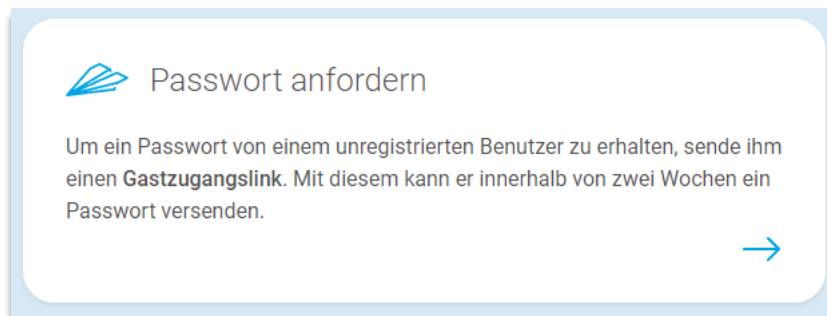 Passwort anfordern
Um ein Passwort von einem unregistrierten Benutzer zu erhalten, sende ihm
einen Gastzugangslink. Mit diesem kann er innerhalb von zwei Wochen ein
Passwort versenden.